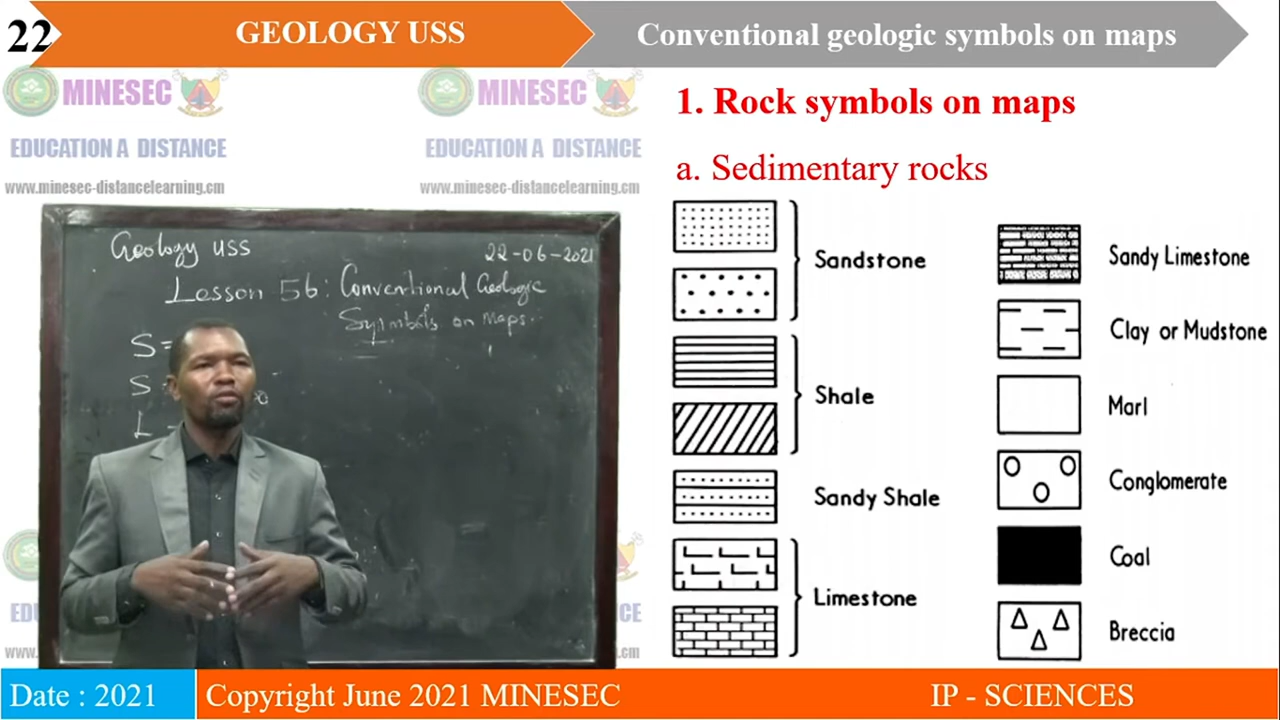 22
GEOLOGY USS
Conventional geologic symbols on maps
MINESEC
MINESEC
EDUCATION A DISTANCE
EDUCATION A DISTANCE
www.minesec-distancelearning.cm
www.minesec-distancelearning.cm
Geology USS
22-06-2021
Lesson 56: Conventional Geologic
Symbols on Maps.
S=
S
L -
1. Rock symbols on maps
a. Sedimentary rocks
Sandstone
Shale
Sandy Shale
Limestone
Sandy Limestone
Clay or Mudstone
Marl
Conglomerate
Coal
Breccia
Date : 2021
Copyright June 2021 MINESEC
IP - SCIENCES